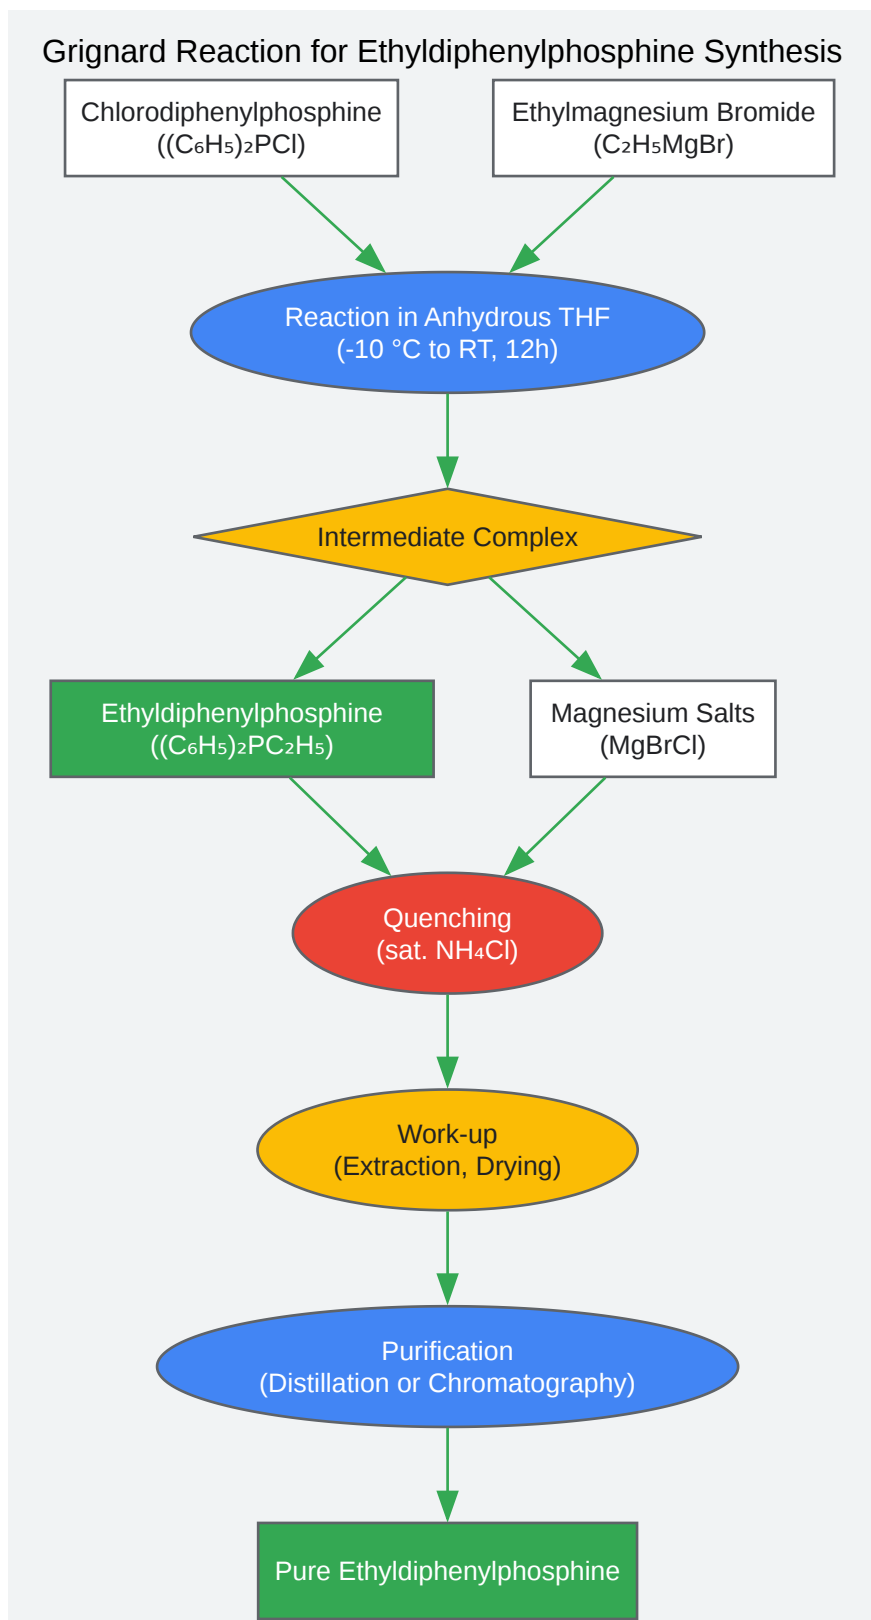 Grignard Reaction for Ethyldiphenylphosphine Synthesis
Chlorodiphenylphosphine
((C₆H₅)₂PCl)
Ethylmagnesium Bromide
(C₂H₅MgBr)
Reaction in Anhydrous THF
(-10 °C to RT, 12h)
Intermediate Complex
Ethyldiphenylphosphine
((C₆H₅)₂PC₂H₅)
Magnesium Salts
(MgBrCl)
Quenching
(sat. NH₄Cl)
Work-up
(Extraction, Drying)
Purification
(Distillation or Chromatography)
Pure Ethyldiphenylphosphine